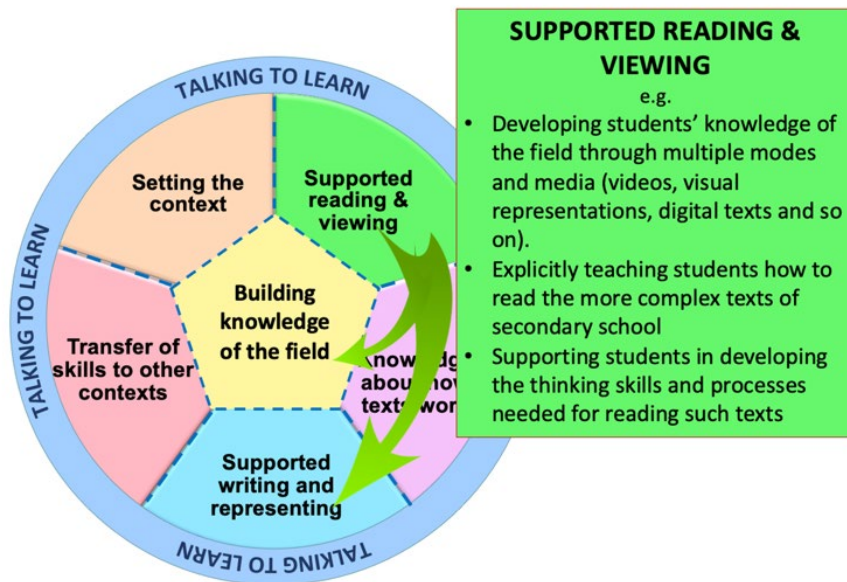 TALKING TO LEARN
TALKING TO LEARN
TALKING TO LEARN
Setting the
context
Supported
reading &
viewing
Building
knowledge
of the field
Transfer of
skills to other
contexts
about
texts
Supported
writing and
representing
SUPPORTED READING &
VIEWING
e.g.
• Developing students’ knowledge of
the field through multiple modes
and media (videos, visual
representations, digital texts and so
on).
• Explicitly teaching students how to
read the more complex texts of
secondary school
• Supporting students in developing
the thinking skills and processes
needed for reading such texts